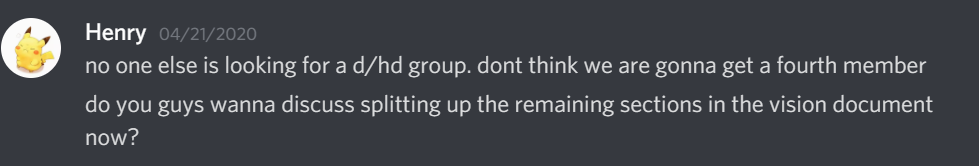 Henry 04/21/2020
no one else is looking for a d/hd group. dont think we are gonna get a fourth member
do you guys wanna discuss splitting up the remaining sections in the vision document
now?